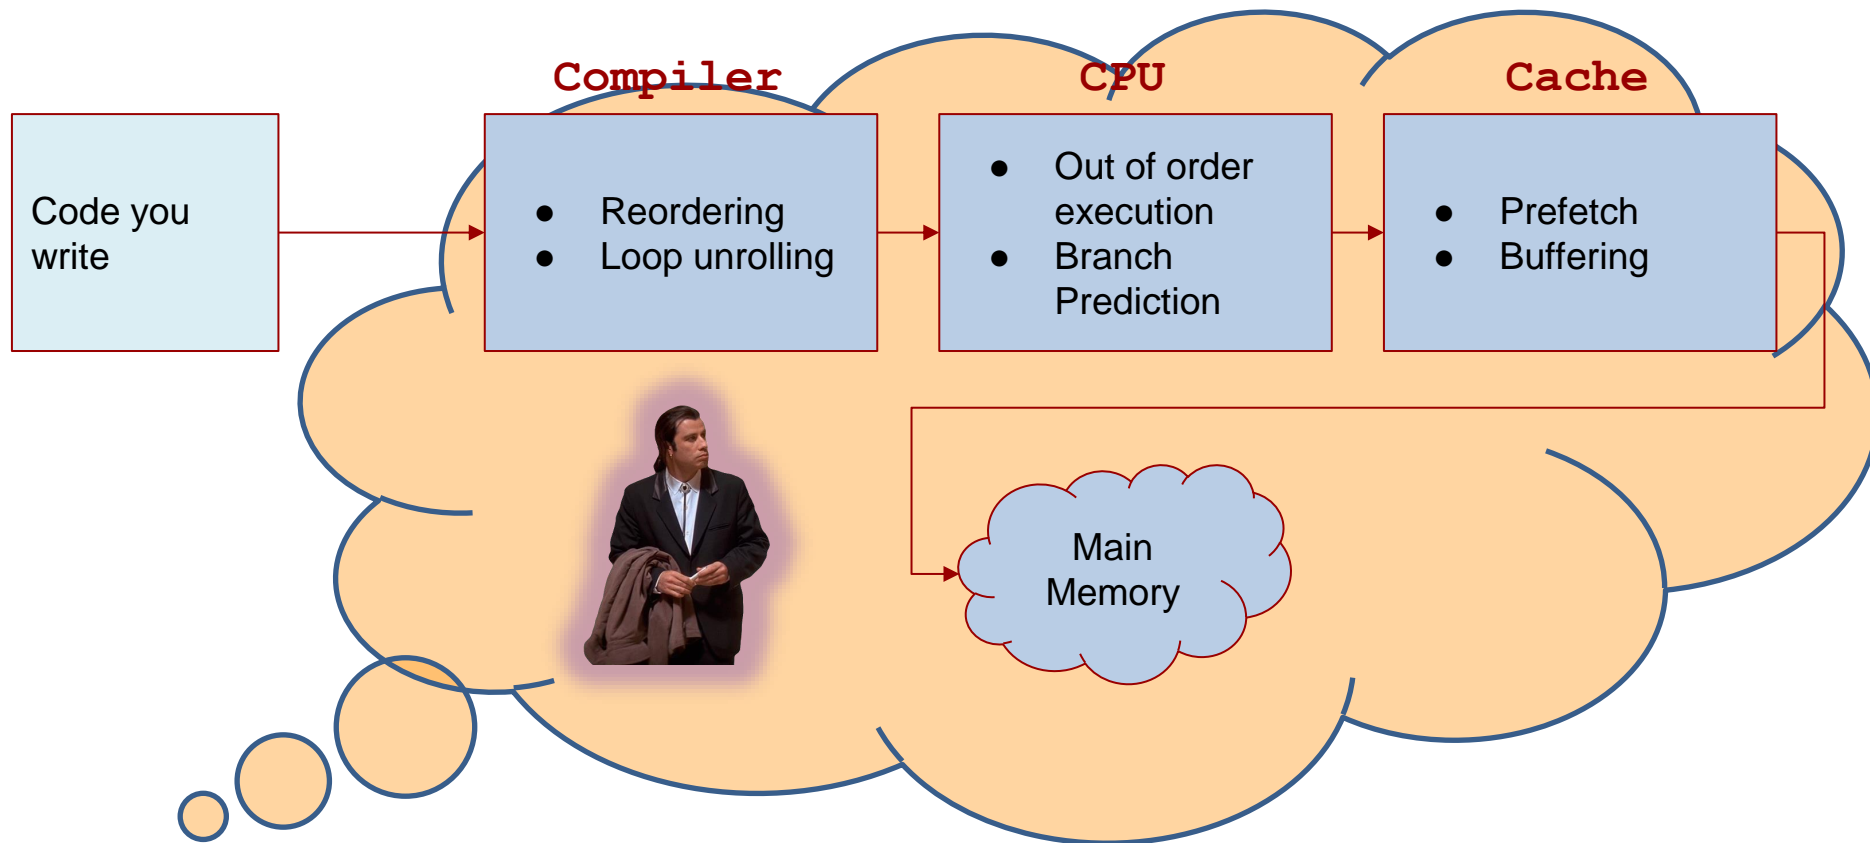 Compiler
CPU
Cache
Code you
write
● Reordering
● Loop unrolling
● Out of order
execution
● Branch
Prediction
● Prefetch
● Buffering
Main
Memory